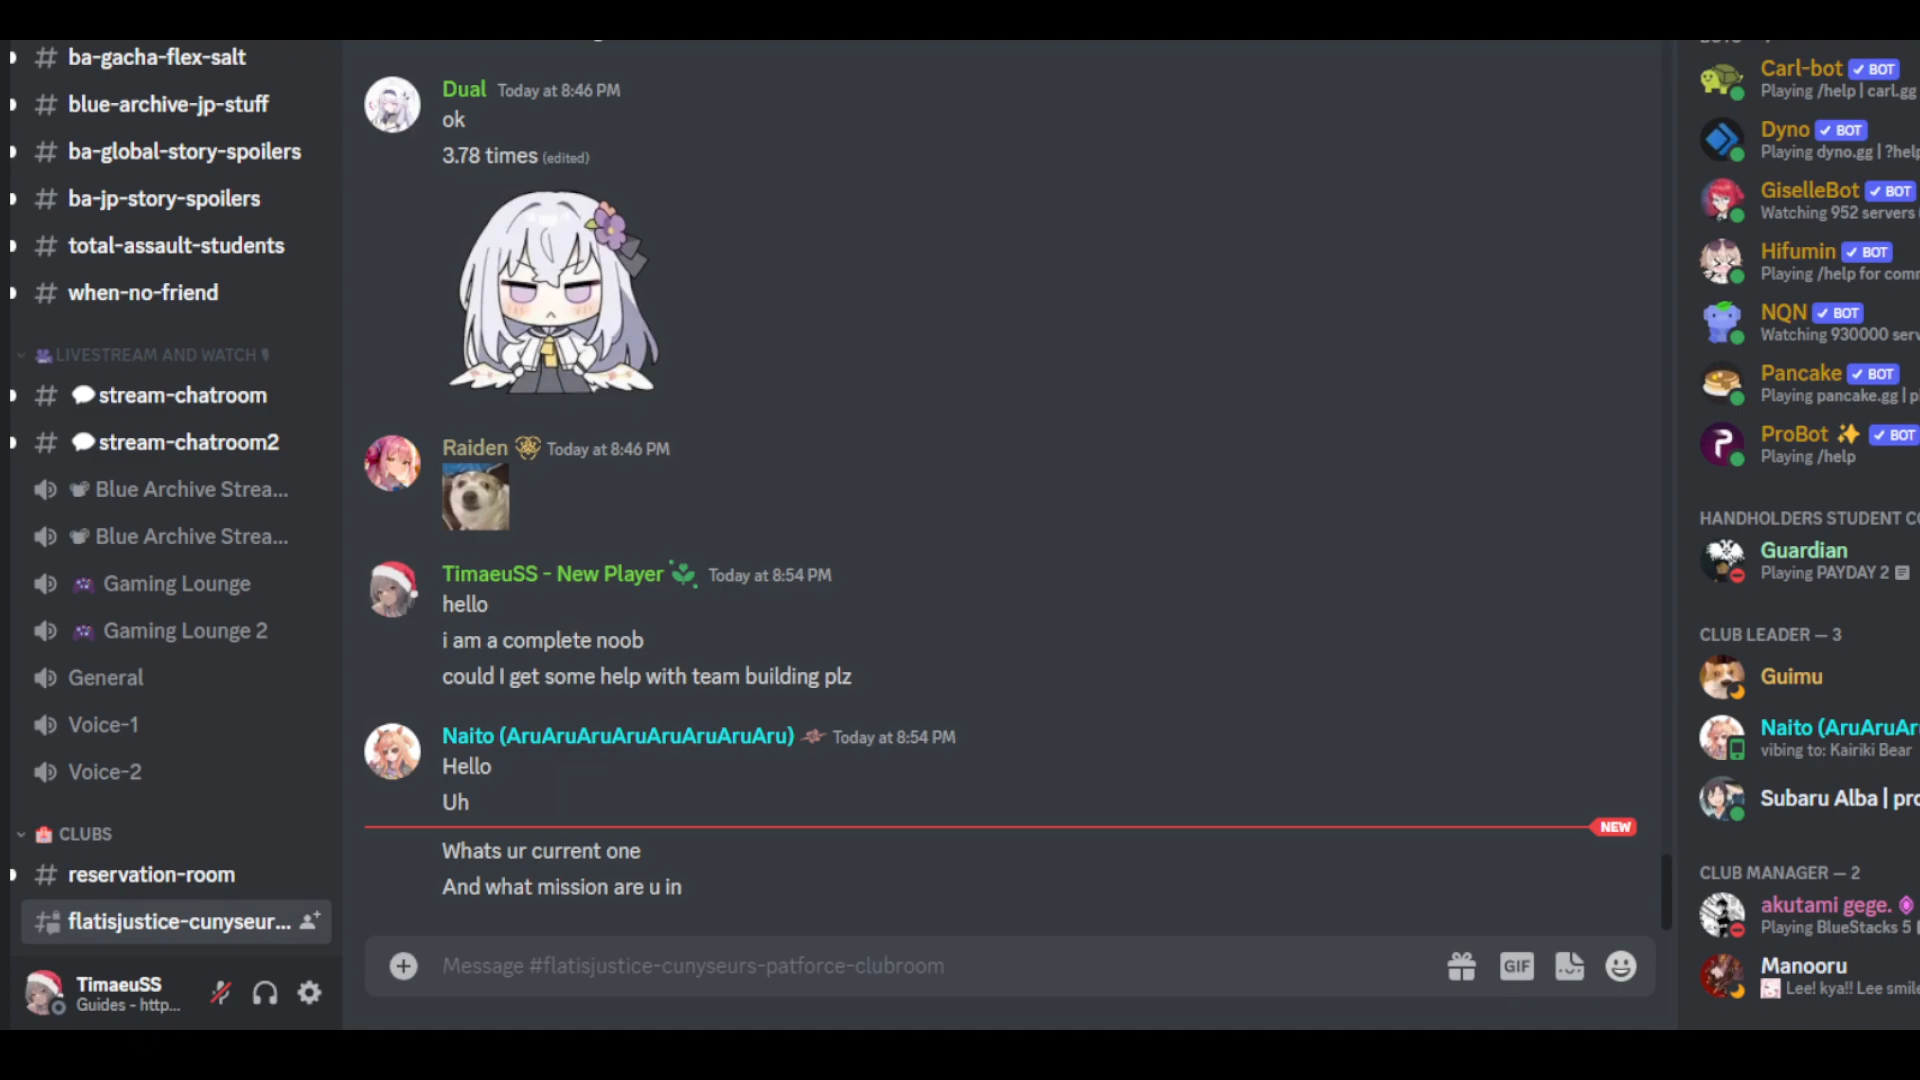 ba-gacha-flex-salt
blue-archive-jp-stuff
ba-global-story-spoilers
ba-jp-story-spoilers
total-assault-students
when-no-friend
LIVESTREAM AND WATCH
stream-chatroom
stream-chatroom2
Blue Archive Strea...
Blue Archive Strea...
Gaming Lounge
Gaming Lounge 2
General
Voice-1
Voice-2
CLUBS
reservation-room
flatisjustice-cunyseur...
TimaeuSS
Guides - http...
Dual Today at 8:46 PM
ok
3.78 times (edited)
Raiden Today at 8:46 PM
TimaeuSS - New Player Today at 8:54 PM
hello
i am a complete noob
could I get some help with team building plz
Naito (AruAruAruAruAruAruAruAru) Today at 8:54 PM
Hello
Uh
NEW
Whats ur current one
And what mission are u in
Message #flatisjustice-cunyseurs-patforce-clubroom
GIF
Carl-bot BOT
Playing /help | carl.gg
Dyno BOT
Playing dyno.gg | ?help
GiselleBot BOT
Watching 952 servers
Hifumin BOT
Playing /help for comm
NQN BOT
Watching 930000 serv
Pancake BOT
Playing pancake.gg | p
ProBot BOT
Playing /help
HANDHOLDERS STUDENT CO
Guardian
Playing PAYDAY 2
CLUB LEADER — 3
Guimu
Naito (AruAruAr
vibing to: Kairiki Bear
Subaru Alba | pro
CLUB MANAGER — 2
akutami gege.
Playing BlueStacks 5
Manooru
Lee! kya!! Lee smile